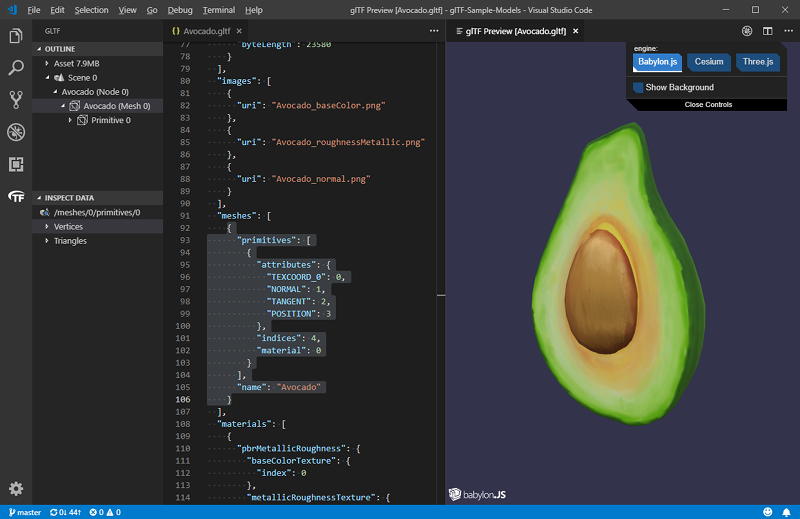 File Edit Selection View Go Debug Terminal Help
glTF Preview [Avocado.gltf] - glTF-Sample-Models - Visual Studio Code
GLTF
OUTLINE
Asset 7.9MB
Scene 0
Avocado (Node 0)
Avocado (Mesh 0)
Primitive 0
INSPECT DATA
/meshes/0/primitives/0
Vertices
Triangles
Avocado.gltf
77 "byteLength": 23580
78 }
79 ],
80 "images": [
81 {
82 "uri": "Avocado_baseColor.png"
83 },
84 {
85 "uri": "Avocado_roughnessMetallic.png"
86 },
87 {
88 "uri": "Avocado_normal.png"
89 }
90 ],
91 "meshes": [
92 {
93 "primitives": [
94 {
95 "attributes": {
96 "TEXCOORD_0": 0,
97 "NORMAL": 1,
98 "TANGENT": 2,
99 "POSITION": 3
100 },
101 "indices": 4,
102 "material": 0
103 }
104 ],
105 "name": "Avocado"
106 }
107 ],
108 "materials": [
109 {
110 "pbrMetallicRoughness": {
111 "baseColorTexture": {
112 "index": 0
113 },
114 "metallicRoughnessTexture": {
glTF Preview [Avocado.gltf]
engine:
Babylon.js Cesium Three.js
Show Background
Close Controls
babylon.JS
master 0↓ 44↑ 0 0